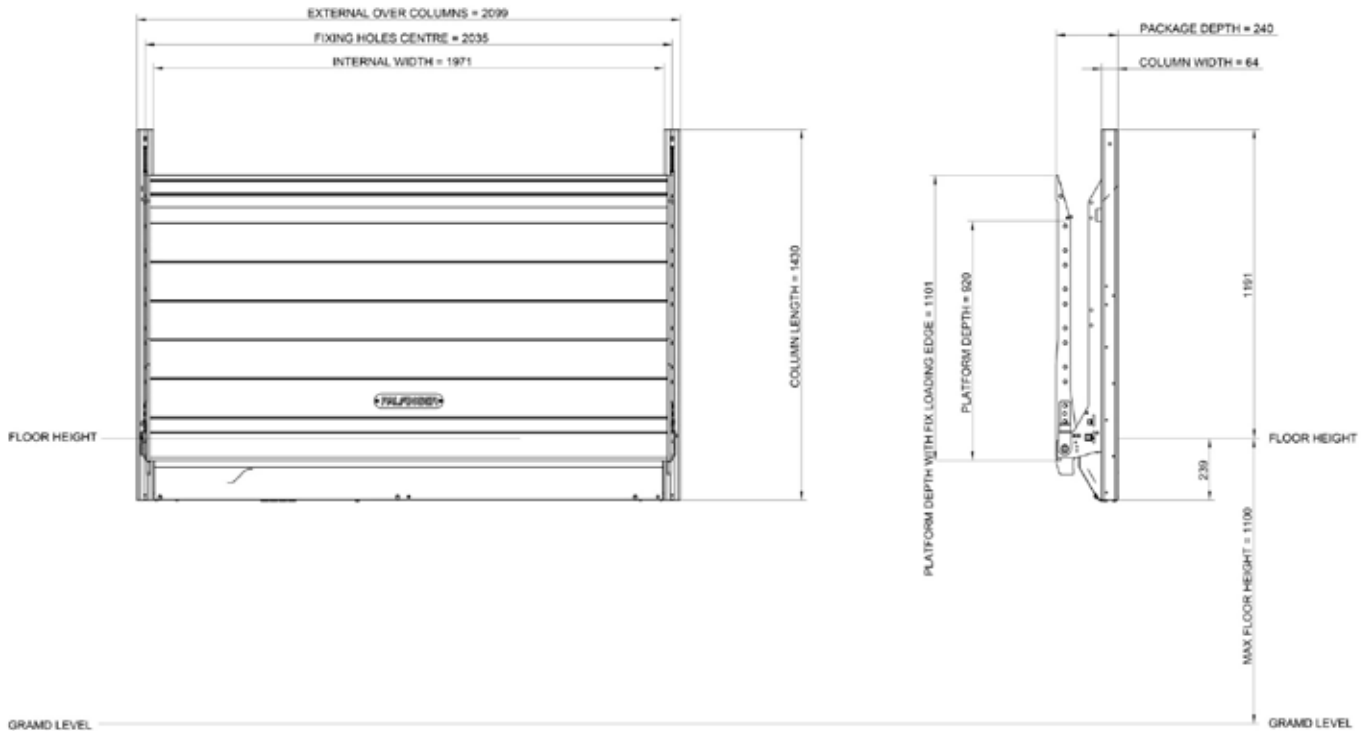 EXTERNAL OVER COLUMNS = 2099
FIXING HOLES CENTRE = 2035
INTERNAL WIDTH = 1971
PACKAGE DEPTH = 240
COLUMN WIDTH = 64
COLUMN LENGTH = 1430
PLATFORM DEPTH WITH FIX LOADING EDGE = 1101
PLATFORM DEPTH = 920
1191
PALFINGER
FLOOR HEIGHT
FLOOR HEIGHT
239
MAX FLOOR HEIGHT = 1100
GRAMD LEVEL
GRAMD LEVEL